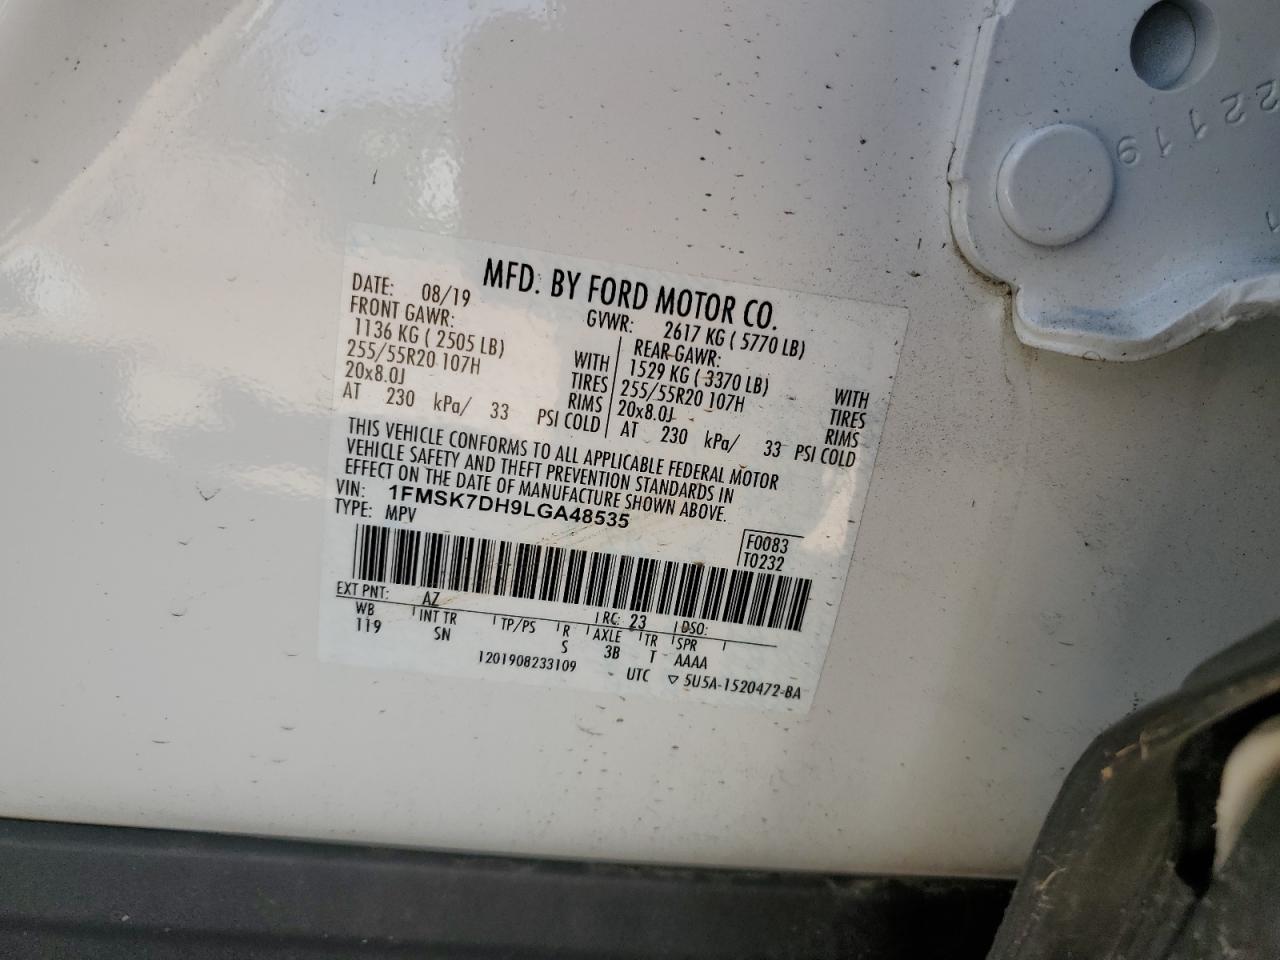 MFD. BY FORD MOTOR CO.
DATE: 08/19 GVWR: 2617 KG ( 5770 LB)
FRONT GAWR: REAR GAWR:
1136 KG ( 2505 LB) WITH 1529 KG ( 3370 LB) WITH
255/55R20 107H TIRES 255/55R20 107H TIRES
20x8.0J RIMS 20x8.0J RIMS
AT 230 kPa/ 33 PSI COLD AT 230 kPa/ 33 PSI COLD
THIS VEHICLE CONFORMS TO ALL APPLICABLE FEDERAL MOTOR
VEHICLE SAFETY AND THEFT PREVENTION STANDARDS IN
EFFECT ON THE DATE OF MANUFACTURE SHOWN ABOVE.
VIN: 1FMSK7DH9LGA48535
TYPE: MPV
F0083
T0232
EXT PNT: AZ RC: 23 DSO:
WB INT TR TP/PS R AXLE TR SPR
119 SN S 3B T AAAA
1201908233109 UTC ▽ 5U5A-1520472-BA
22119